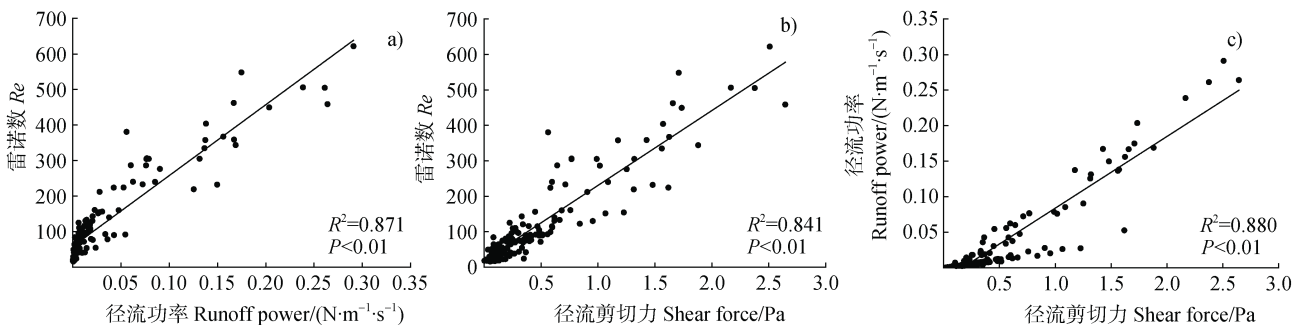 700
600
500
400
300
200
100
0
雷诺数 Re
a)
R²=0.871
P<0.01
0.05 0.10 0.15 0.20 0.25 0.30 0.35
径流功率 Runoff power/(N·m⁻¹·s⁻¹)
700
600
500
400
300
200
100
0
雷诺数 Re
b)
R²=0.841
P<0.01
0.5 1.0 1.5 2.0 2.5 3.0
径流剪切力 Shear force/Pa
0.35
0.30
0.25
0.20
0.15
0.10
0.05
径流功率
Runoff power/(N·m⁻¹·s⁻¹)
c)
R²=0.880
P<0.01
0.5 1.0 1.5 2.0 2.5 3.0
径流剪切力 Shear force/Pa